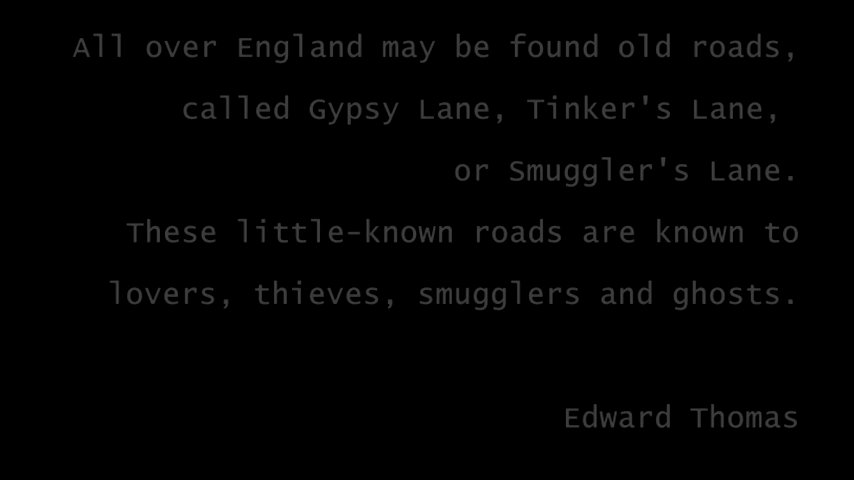 All over England may be found old roads,
called Gypsy Lane, Tinker's Lane,
or Smuggler's Lane.
These little-known roads are known to
lovers, thieves, smugglers and ghosts.
Edward Thomas